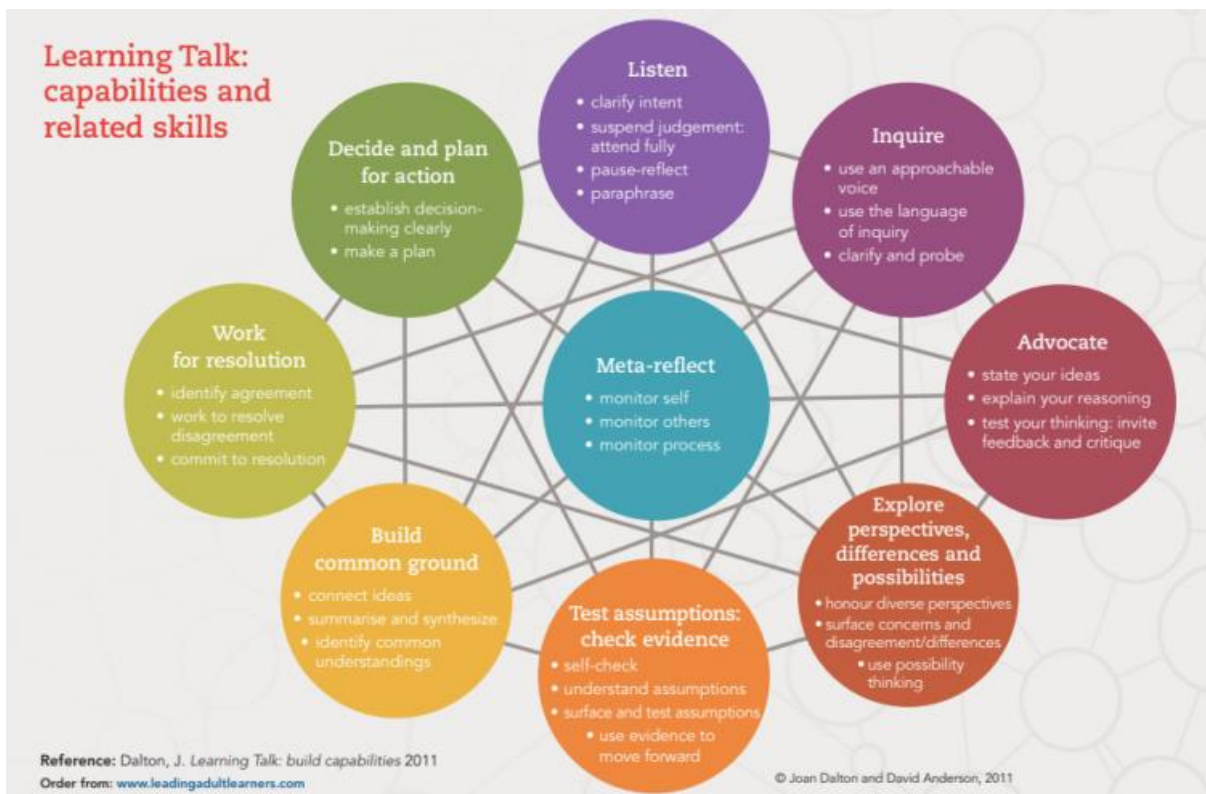 Learning Talk:
capabilities and
related skills
Listen
• clarify intent
• suspend judgement:
attend fully
• pause-reflect
• paraphrase
Inquire
• use an approachable
voice
• use the language
of inquiry
• clarify and probe
Advocate
• state your ideas
• explain your reasoning
• test your thinking: invite
feedback and critique
Explore
perspectives,
differences and
possibilities
• honour diverse perspectives
• surface concerns and
disagreement/differences
• use possibility
thinking
Test assumptions:
check evidence
• self-check
• understand assumptions
• surface and test assumptions
• use evidence to
move forward
Build
common ground
• connect ideas
• summarise and synthesize
• identify common
understandings
Work
for resolution
• identify agreement
• work to resolve
disagreement
• commit to resolution
Decide and plan
for action
• establish decision-
making clearly
• make a plan
Meta-reflect
• monitor self
• monitor others
• monitor process
Reference: Dalton, J. Learning Talk: build capabilities 2011
Order from: www.leadingadultlearners.com
© Joan Dalton and David Anderson, 2011